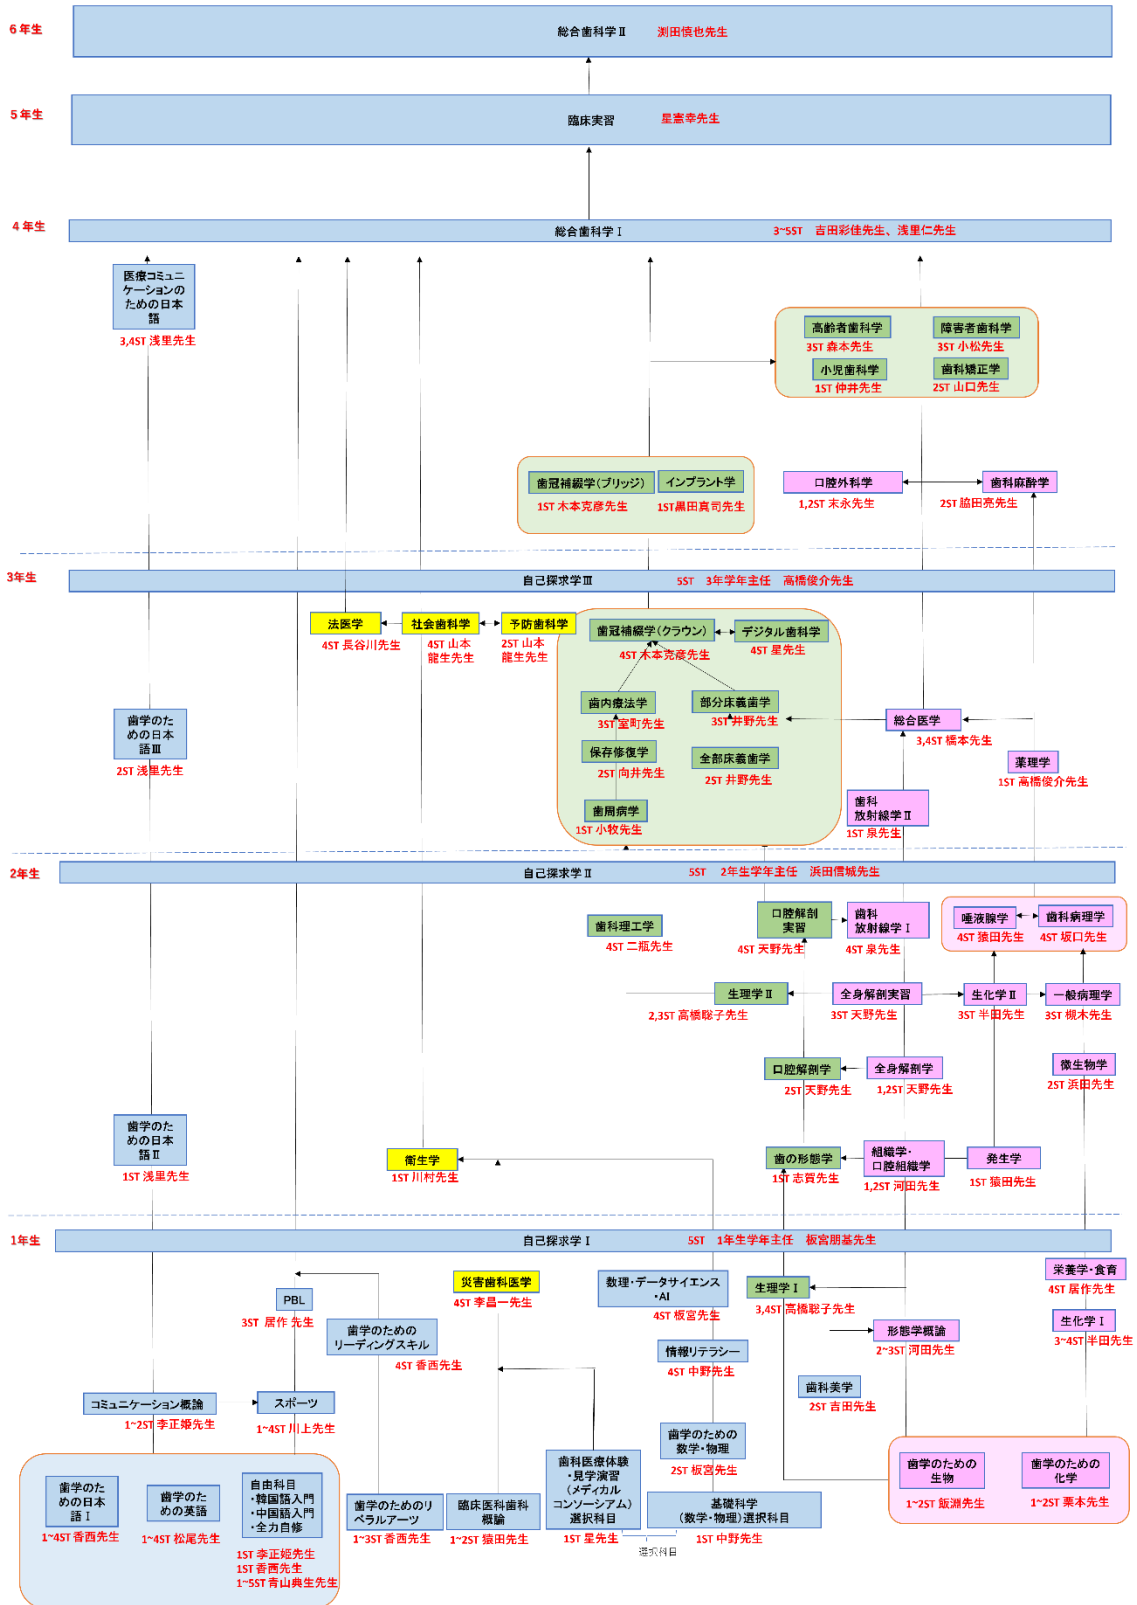 6年生
総合歯科学Ⅱ 渕田慎也先生
5年生
臨床実習 星憲幸先生
4年生
総合歯科学Ⅰ 3~5ST 吉田彩佳先生、浅里仁先生
医療コミュニ
ケーションの
ための日本
語
3,4ST 浅里先生
高齢者歯科学
3ST 森本先生
障害者歯科学
3ST 小松先生
小児歯科学
1ST 仲井先生
歯科矯正学
2ST 山口先生
歯冠補綴学(ブリッジ)
1ST 木本克彦先生
インプラント学
1ST黒田真司先生
口腔外科学
1,2ST 末永先生
歯科麻酔学
2ST 脇田亮先生
3年生
自己探求学Ⅲ 5ST 3年学年主任 高橋俊介先生
法医学
4ST 長谷川先生
社会歯科学
4ST 山本
龍生先生
予防歯科学
2ST 山本
龍生先生
歯冠補綴学(クラウン)
4ST 木本克彦先生
デジタル歯科学
4ST 星先生
歯内療法学
3ST 室町先生
部分床義歯学
3ST 井野先生
保存修復学
2ST 向井先生
全部床義歯学
2ST 井野先生
歯周病学
1ST 小牧先生
歯学のた
めの日本
語Ⅲ
2ST 浅里先生
総合医学
3,4ST 橋本先生
薬理学
1ST 高橋俊介先生
歯科
放射線学Ⅱ
1ST 泉先生
2年生
自己探求学Ⅱ 5ST 2年生学年主任 浜田信城先生
歯科理工学
4ST 二瓶先生
口腔解剖
実習
4ST 天野先生
歯科
放射線学Ⅰ
4ST 泉先生
唾液腺学
4ST 猿田先生
歯科病理学
4ST 坂口先生
生理学Ⅱ
2,3ST 高橋聡子先生
全身解剖実習
3ST 天野先生
生化学Ⅱ
3ST 半田先生
一般病理学
3ST 槻木先生
口腔解剖学
2ST 天野先生
全身解剖学
1,2ST 天野先生
微生物学
2ST 浜田先生
歯学のた
めの日本
語Ⅱ
1ST 浅里先生
衛生学
1ST 川村先生
歯の形態学
1ST 志賀先生
組織学・
口腔組織学
1,2ST 河田先生
発生学
1ST 猿田先生
1年生
自己探求学Ⅰ 5ST 1年生学年主任 板宮朋基先生
PBL
3ST 居作 先生
歯学のための
リーディングスキル
4ST 香西先生
災害歯科医学
4ST 李昌一先生
数理・データサイエンス
・AI
4ST 板宮先生
生理学Ⅰ
3,4ST 高橋聡子先生
栄養学・食育
4ST 居作先生
形態学概論
2~3ST 河田先生
生化学Ⅰ
3~4ST 半田先生
情報リテラシー
4ST 中野先生
歯科美学
2ST 吉田先生
コミュニケーション概論
1~2ST 李正姫先生
スポーツ
1~4ST 川上先生
歯学のための
数学・物理
2ST 板宮先生
歯学のた
めの日本
語Ⅰ
1~4ST 香西先生
歯学のた
めの英語
1~4ST 松尾先生
自由科目
・韓国語入門
・中国語入門
・全力自修
1ST 李正姫先生
1ST 香西先生
1~5ST 青山典生先生
歯学のためのリ
ベラルアーツ
1~3ST 香西先生
臨床医科歯科
概論
1~2ST 猿田先生
歯科医療体験
・見学演習
(メディカル
コンソーシアム)
選択科目
1ST 星先生
基礎科学
(数学・物理)選択科目
1ST 中野先生
選択科目
歯学のための
生物
1~2ST 飯淵先生
歯学のための
化学
1~2ST 栗本先生